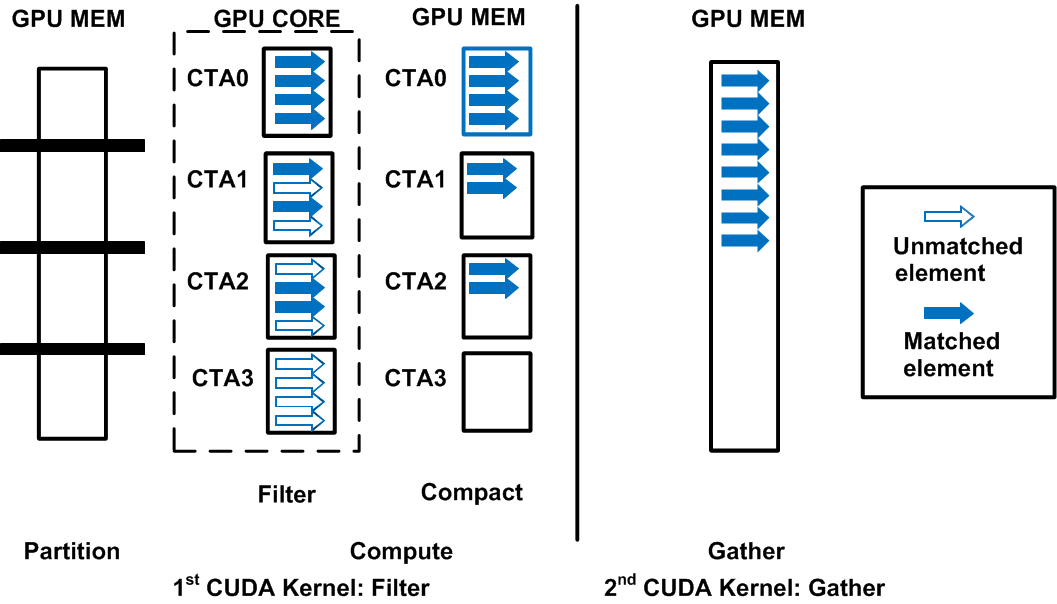 GPU MEM
GPU CORE
GPU MEM
GPU MEM
CTA0
CTA0
CTA1
CTA1
CTA2
CTA2
CTA3
CTA3
Unmatched
element
Matched
element
Filter
Compact
Partition
Compute
Gather
1st CUDA Kernel: Filter
2nd CUDA Kernel: Gather